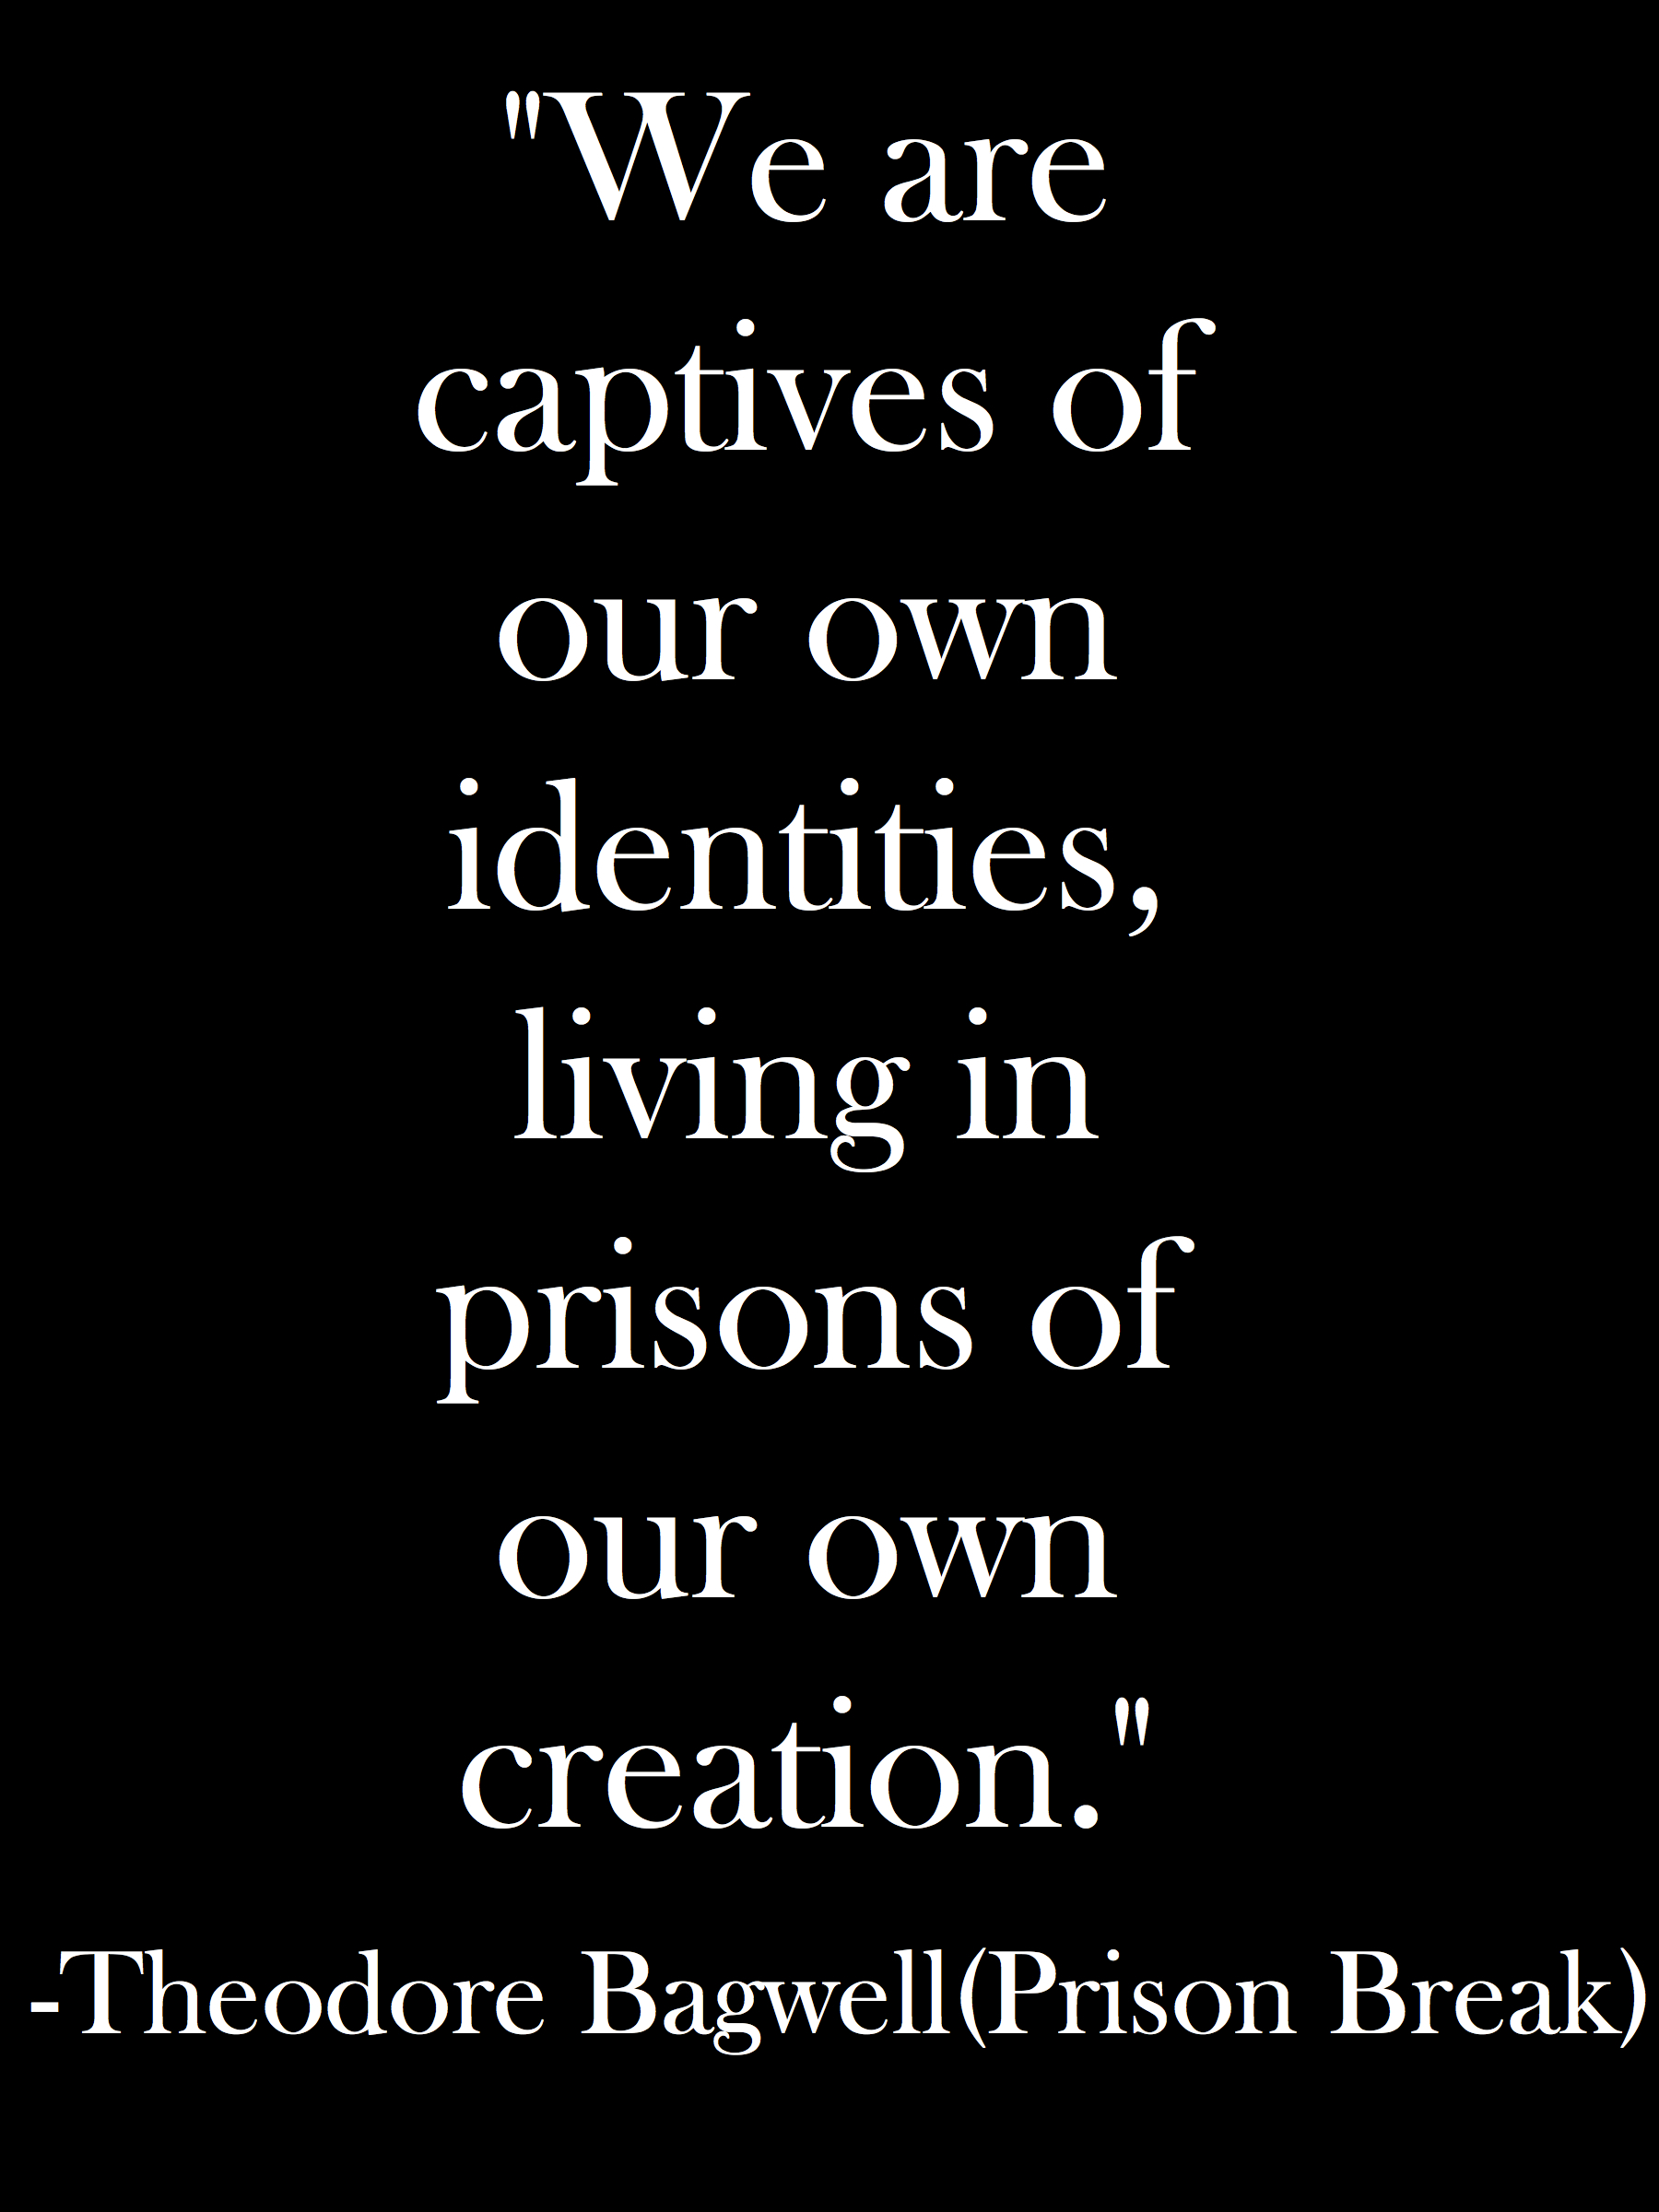 "We are
captives of
our own
identities,
living in
prisons of
our own
creation."
-Theodore Bagwell(Prison Break)